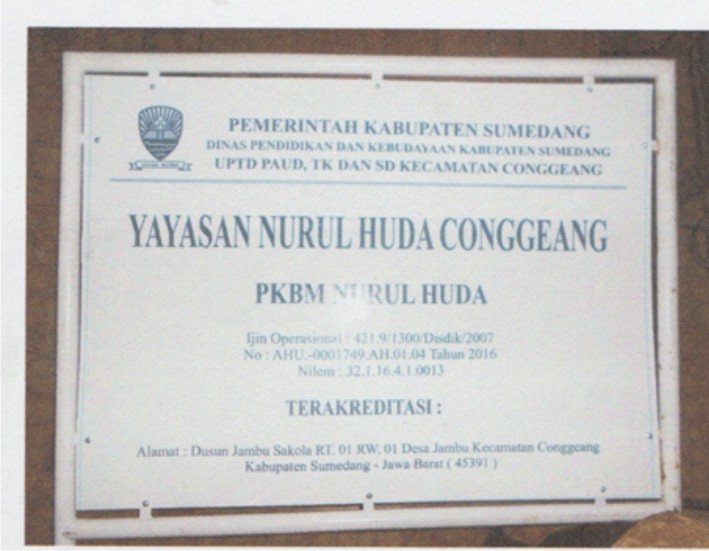 PEMERINTAH KABUPATEN SUMEDANG
DINAS PENDIDIKAN DAN KEBUDAYAAN KABUPATEN SUMEDANG
UPTD PAUD, TK DAN SD KECAMATAN CONGGEANG
YAYASAN NURUL HUDA CONGGEANG
PKBM NURUL HUDA
Ijin Operasional : 421.9/1300/Disdik/2007
No : AHU.-0001749.AH.01.04 Tahun 2016
Nilem : 32.1.16.4.1.0013
TERAKREDITASI :
Alamat : Dusun Jambu Sakola RT. 01 RW. 01 Desa Jambu Kecamatan Conggeang
Kabupaten Sumedang - Jawa Barat ( 45391 )